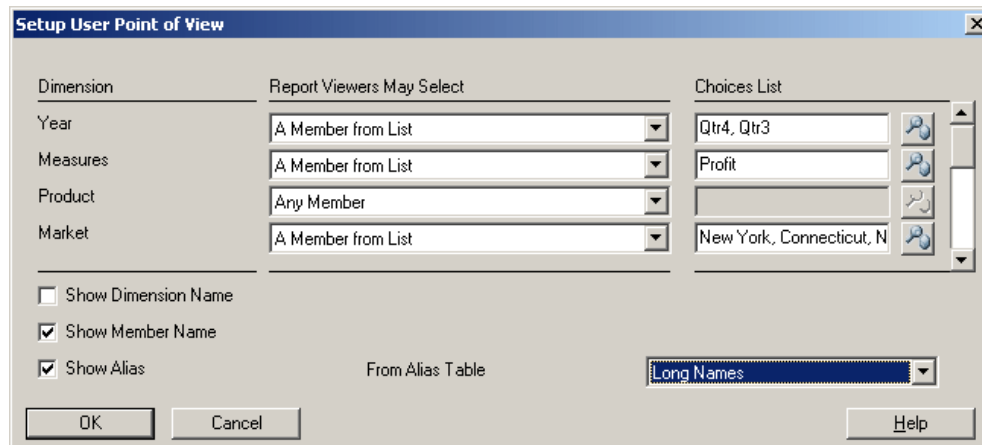 Setup User Point of View
Dimension Report Viewers May Select Choices List
Year A Member from List Qtr4, Qtr3
Measures A Member from List Profit
Product Any Member
Market A Member from List New York, Connecticut, N
Show Dimension Name
Show Member Name
Show Alias From Alias Table Long Names
OK Cancel Help